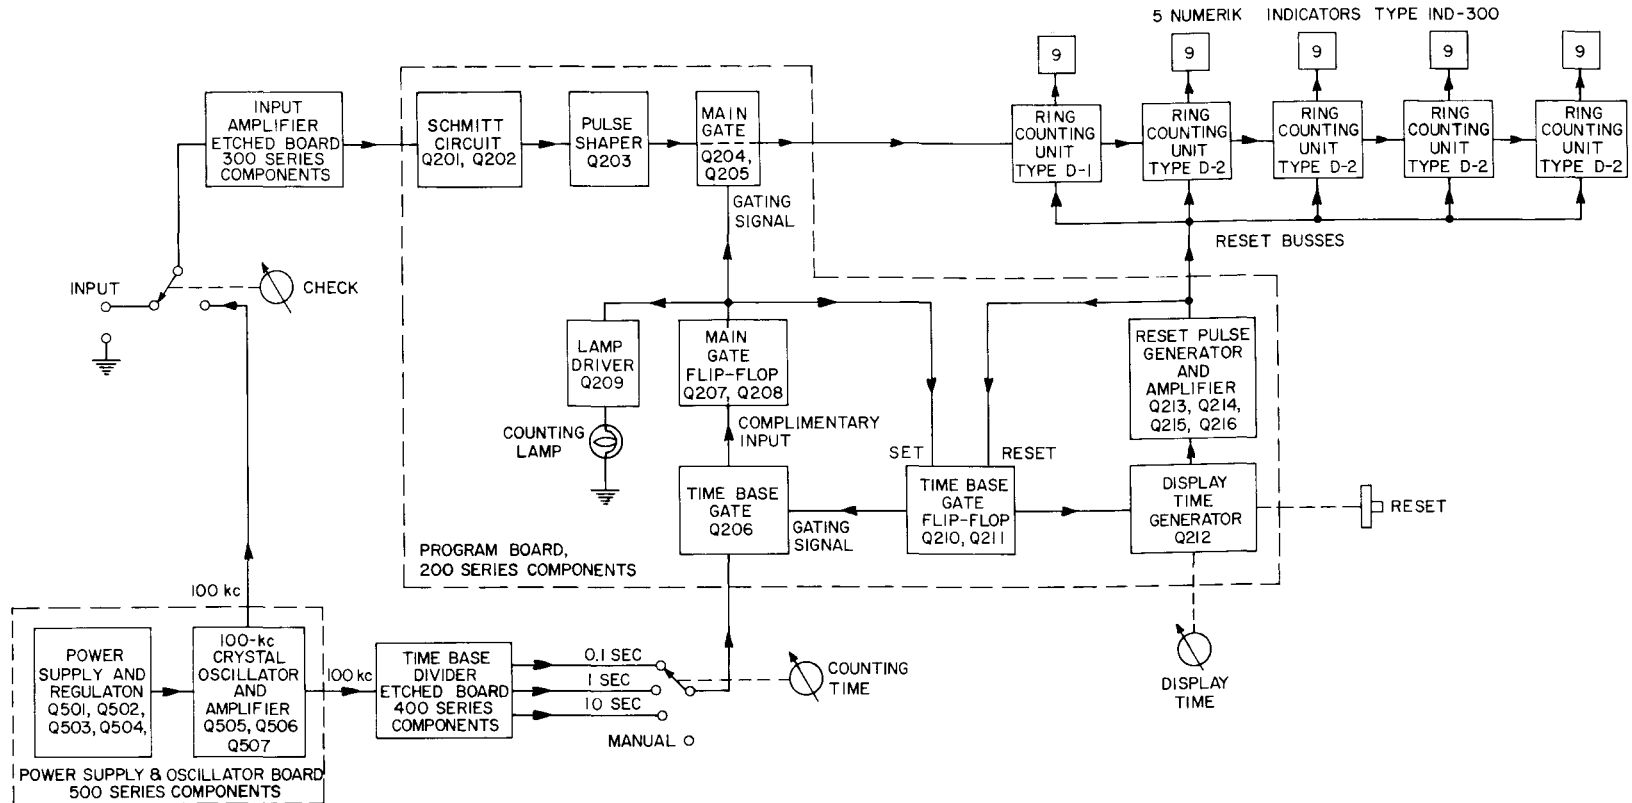 5 NUMERIK INDICATORS TYPE IND-300
9
9
9
9
9
INPUT
AMPLIFIER
ETCHED BOARD
300 SERIES
COMPONENTS
SCHMITT
CIRCUIT
Q201, Q202
PULSE
SHAPER
Q203
MAIN
GATE
Q204,
Q205
RING
COUNTING
UNIT
TYPE D-1
RING
COUNTING
UNIT
TYPE D-2
RING
COUNTING
UNIT
TYPE D-2
RING
COUNTING
UNIT
TYPE D-2
RING
COUNTING
UNIT
TYPE D-2
GATING
SIGNAL
RESET BUSSES
INPUT
CHECK
LAMP
DRIVER
Q209
MAIN
GATE
FLIP-FLOP
Q207, Q208
RESET PULSE
GENERATOR
AND
AMPLIFIER
Q213, Q214,
Q215, Q216
COUNTING
LAMP
COMPLIMENTARY
INPUT
SET
RESET
TIME BASE
GATE
Q206
GATING
SIGNAL
TIME BASE
GATE
FLIP-FLOP
Q210, Q211
DISPLAY
TIME
GENERATOR
Q212
RESET
PROGRAM BOARD,
200 SERIES COMPONENTS
100 kc
POWER
SUPPLY AND
REGULATON
Q501, Q502,
Q503, Q504,
100-kc
CRYSTAL
OSCILLATOR
AND
AMPLIFIER
Q505, Q506
Q507
100 kc
TIME BASE
DIVIDER
ETCHED BOARD
400 SERIES
COMPONENTS
0.1 SEC
1 SEC
10 SEC
MANUAL
COUNTING
TIME
DISPLAY
TIME
POWER SUPPLY & OSCILLATOR BOARD
500 SERIES COMPONENTS